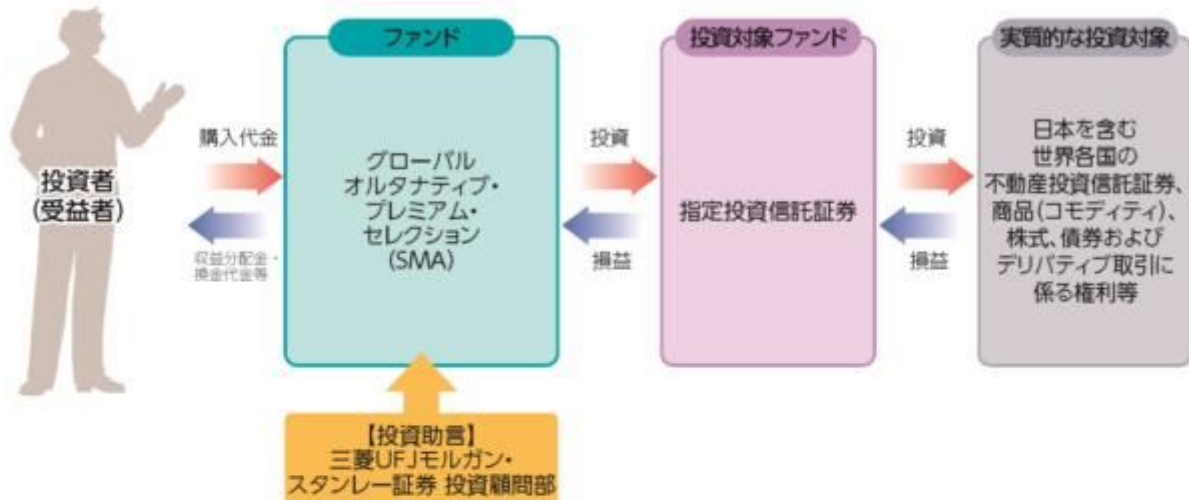 投資者
(受益者)
購入代金
収益分配金・
換金代金等
ファンド
グローバル
オルタナティブ・
プレミアム・
セレクション
(SMA)
【投資助言】
三菱UFJモルガン・
スタンレー証券 投資顧問部
投資
損益
投資対象ファンド
指定投資信託証券
投資
損益
実質的な投資対象
日本を含む
世界各国の
不動産投資信託証券、
商品(コモディティ)、
株式、債券および
デリバティブ取引に
係る権利等